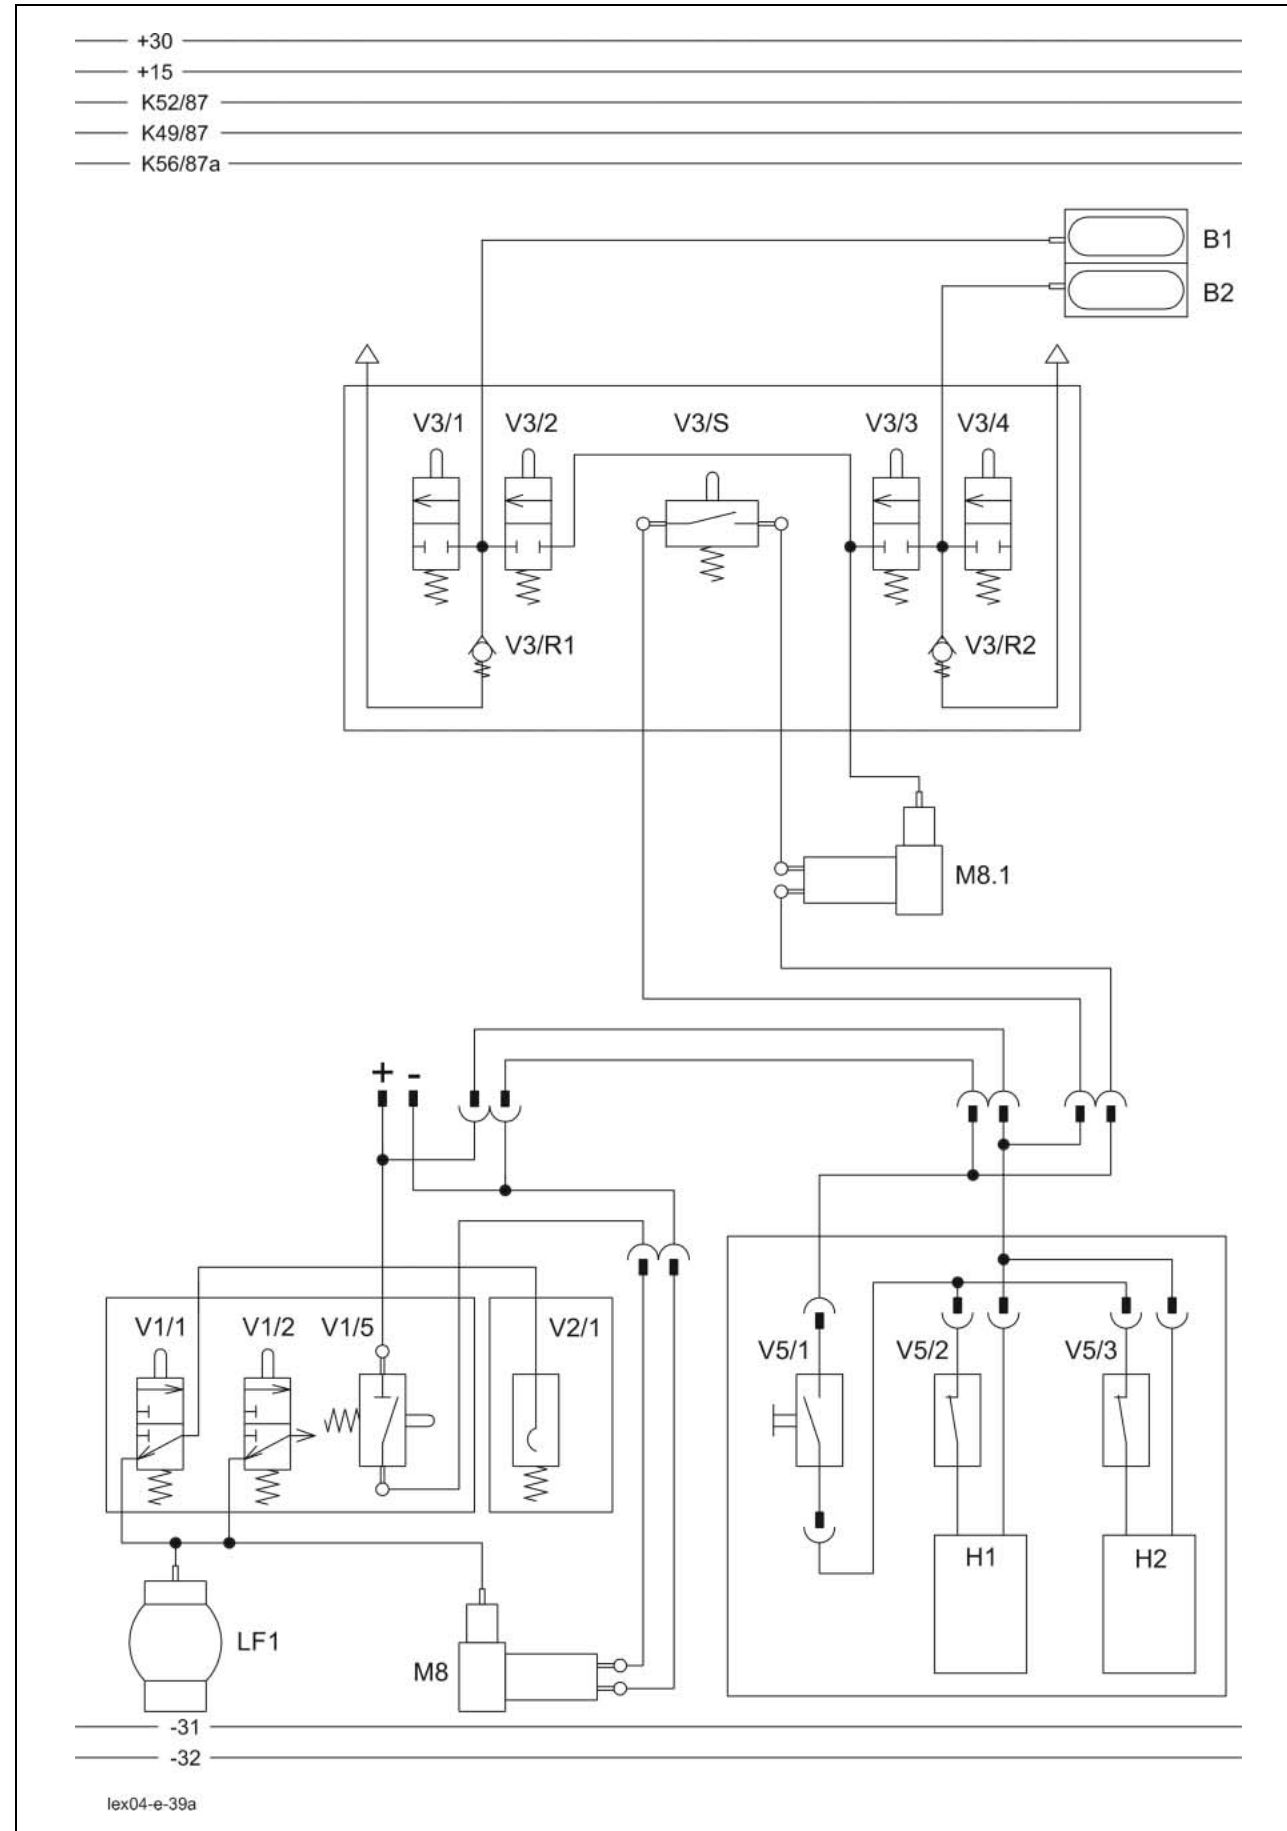 +30
+15
K52/87
K49/87
K56/87a
B1
B2
V3/1 V3/2 V3/S V3/3 V3/4
V3/R1 V3/R2
M8.1
+ -
V1/1 V1/2 V1/5 V2/1
V5/1 V5/2 V5/3
H1 H2
LF1
M8
-31
-32
lex04-e-39a